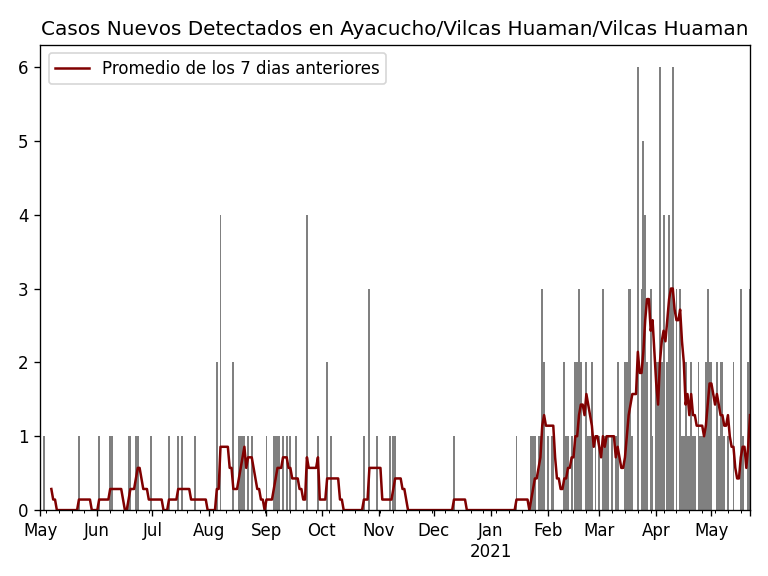 Casos Nuevos Detectados en Ayacucho/Vilcas Huaman/Vilcas Huaman
Promedio de los 7 dias anteriores
6
5
4
3
2
1
0
May Jun Jul Aug Sep Oct Nov Dec Jan Feb Mar Apr May
2021